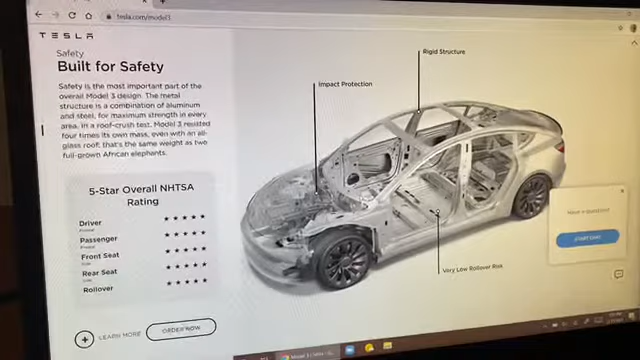 tesla.com/model3
TESLA
Safety
Built for Safety
Safety is the most important part of the
overall Model 3 design. The metal
structure is a combination of aluminum
and steel, for maximum strength in every
area. In a roof-crush test, Model 3 resisted
four times its own mass, even with an all-
glass roof; that's the same weight as two
full-grown African elephants.
5-Star Overall NHTSA
Rating
Driver
★★★★★
Passenger
★★★★★
Front Seat
★★★★★
Rear Seat
★★★★★
Rollover
★★★★★
LEARN MORE
ORDER NOW
Rigid Structure
Impact Protection
Very Low Rollover Risk
Have a question?